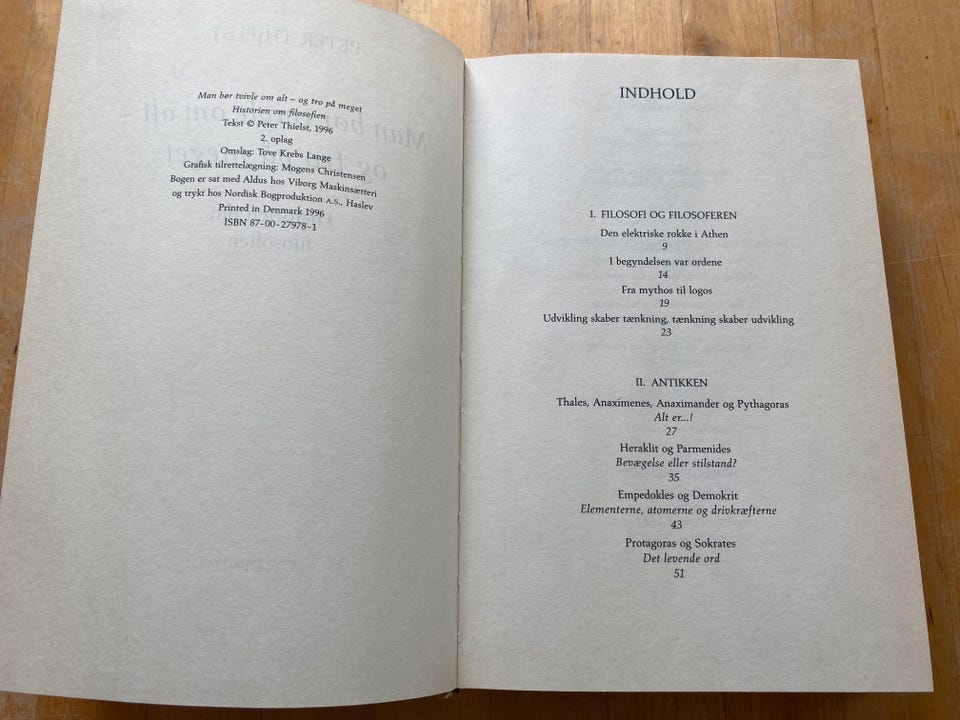 Man bør tvivle om alt – og tro på meget
Historien om filosofien
Tekst © Peter Thielst, 1996
2. oplag
Omslag: Tove Krebs Lange
Grafisk tilrettelægning: Mogens Christensen
Bogen er sat med Aldus hos Viborg Maskinsætteri
og trykt hos Nordisk Bogproduktion A.S., Haslev
Printed in Denmark 1996
ISBN 87-00-27978-1
INDHOLD
I. FILOSOFI OG FILOSOFEREN
Den elektriske rokke i Athen
9
I begyndelsen var ordene
14
Fra mythos til logos
19
Udvikling skaber tænkning, tænkning skaber udvikling
23
II. ANTIKKEN
Thales, Anaximenes, Anaximander og Pythagoras
Alt er...!
27
Heraklit og Parmenides
Bevægelse eller stilstand?
35
Empedokles og Demokrit
Elementerne, atomerne og drivkræfterne
43
Protagoras og Sokrates
Det levende ord
51